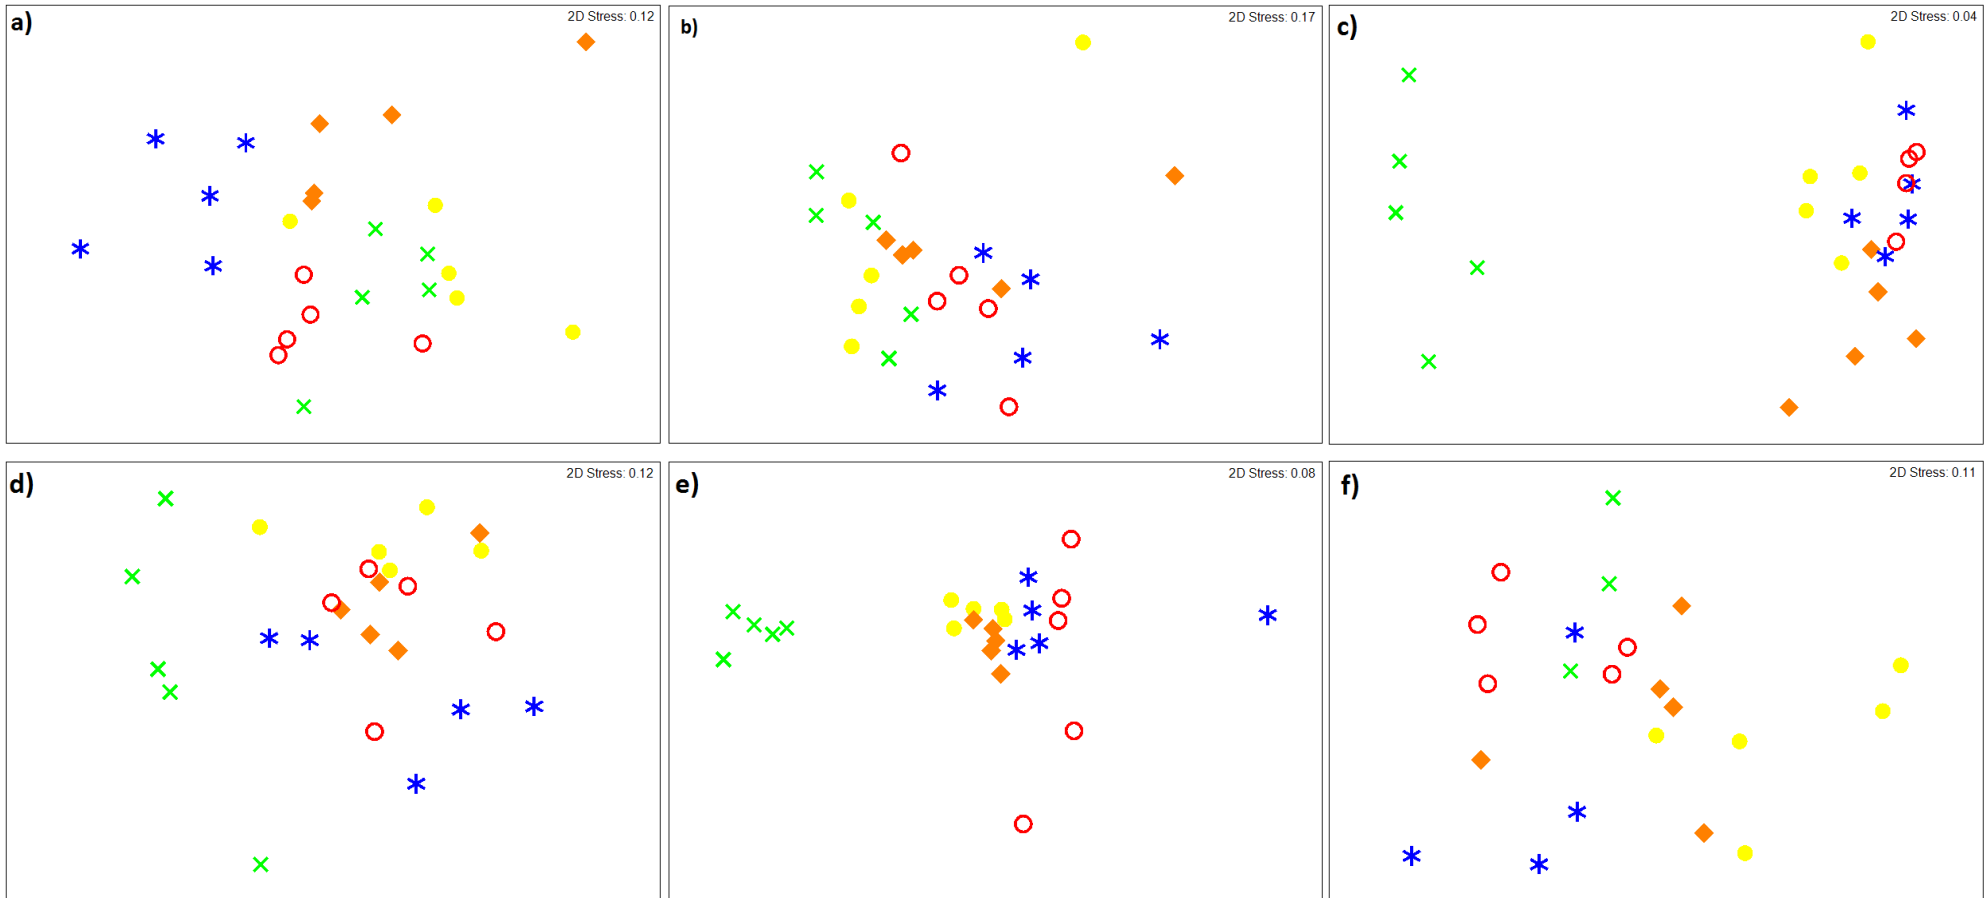 a)
2D Stress: 0.12
b)
2D Stress: 0.17
c)
2D Stress: 0.04
d)
2D Stress: 0.12
e)
2D Stress: 0.08
f)
2D Stress: 0.11